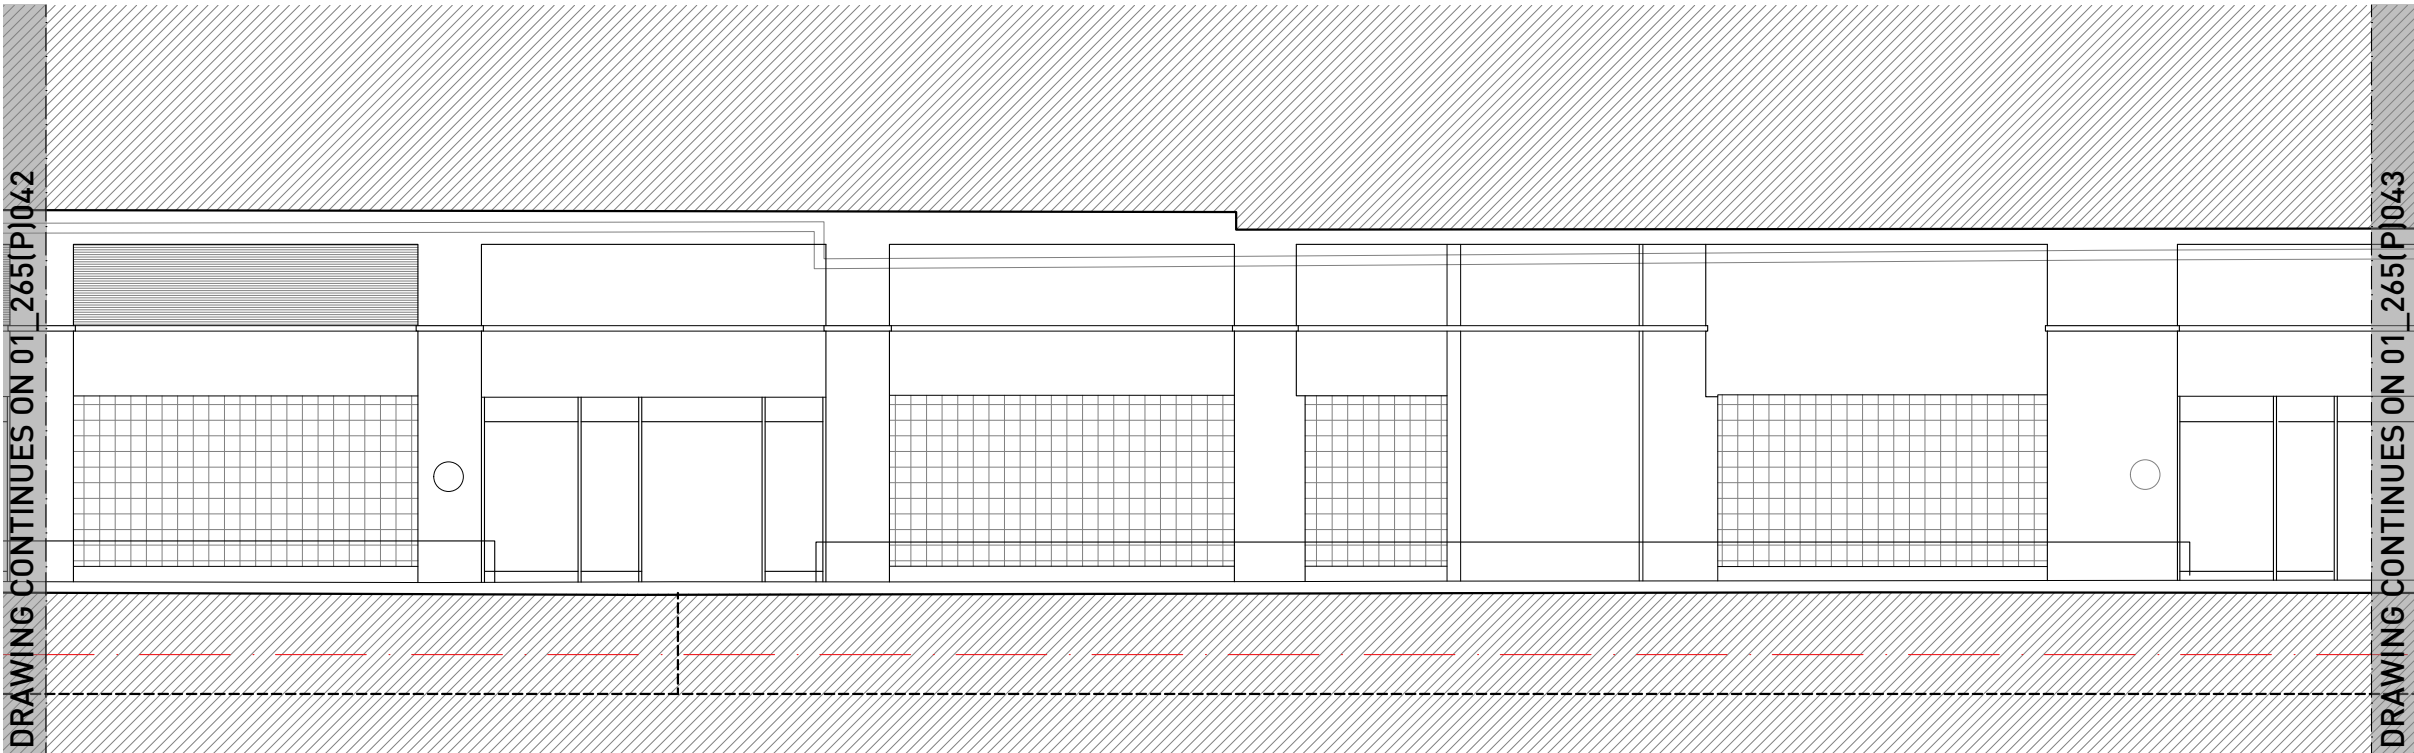 DRAWING CONTINUES ON 01_265(P)042
DRAWING CONTINUES ON 01_265(P)043